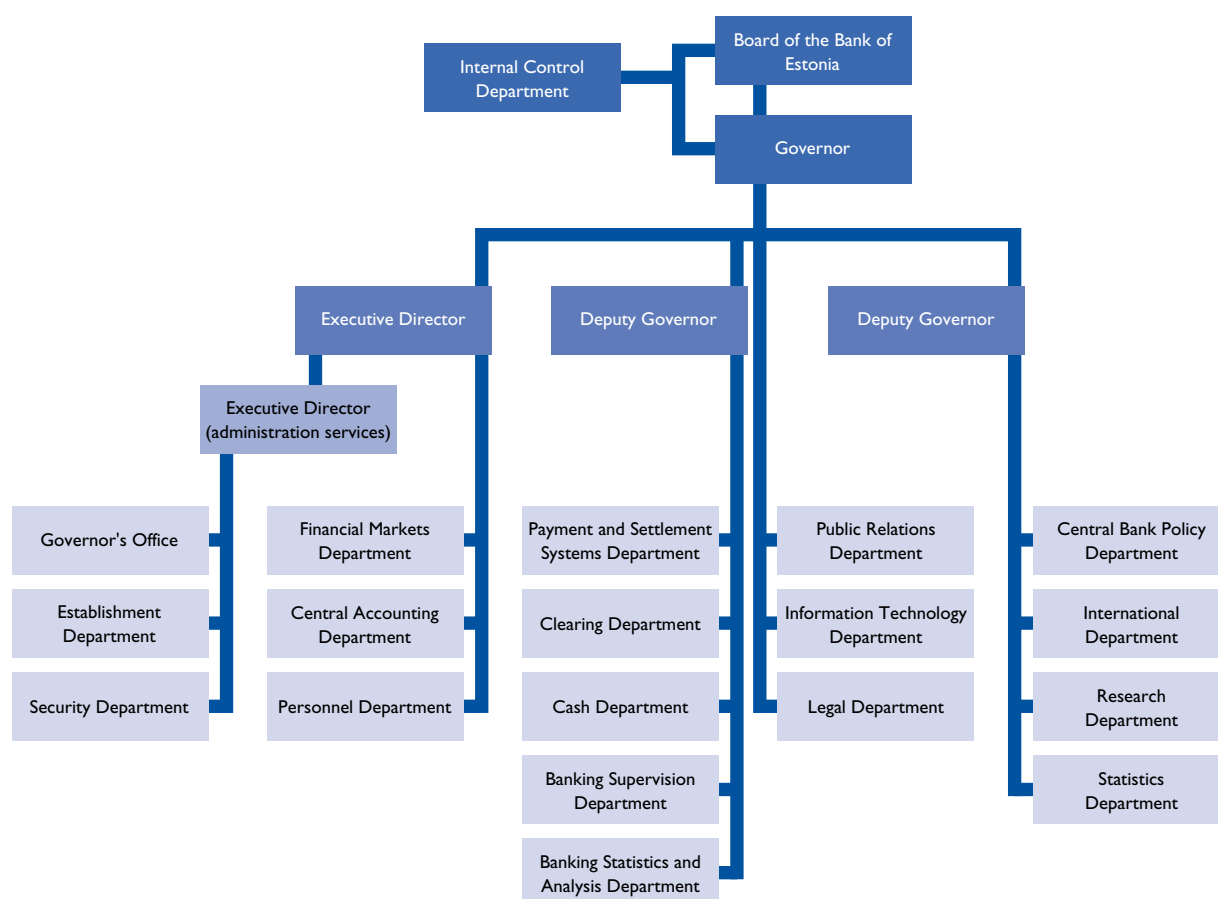 Board of the Bank of
Estonia
Internal Control
Department
Governor
Executive Director
Deputy Governor
Deputy Governor
Executive Director
(administration services)
Governor's Office
Establishment
Department
Security Department
Financial Markets
Department
Central Accounting
Department
Personnel Department
Payment and Settlement
Systems Department
Clearing Department
Cash Department
Banking Supervision
Department
Banking Statistics and
Analysis Department
Public Relations
Department
Information Technology
Department
Legal Department
Central Bank Policy
Department
International
Department
Research
Department
Statistics
Department